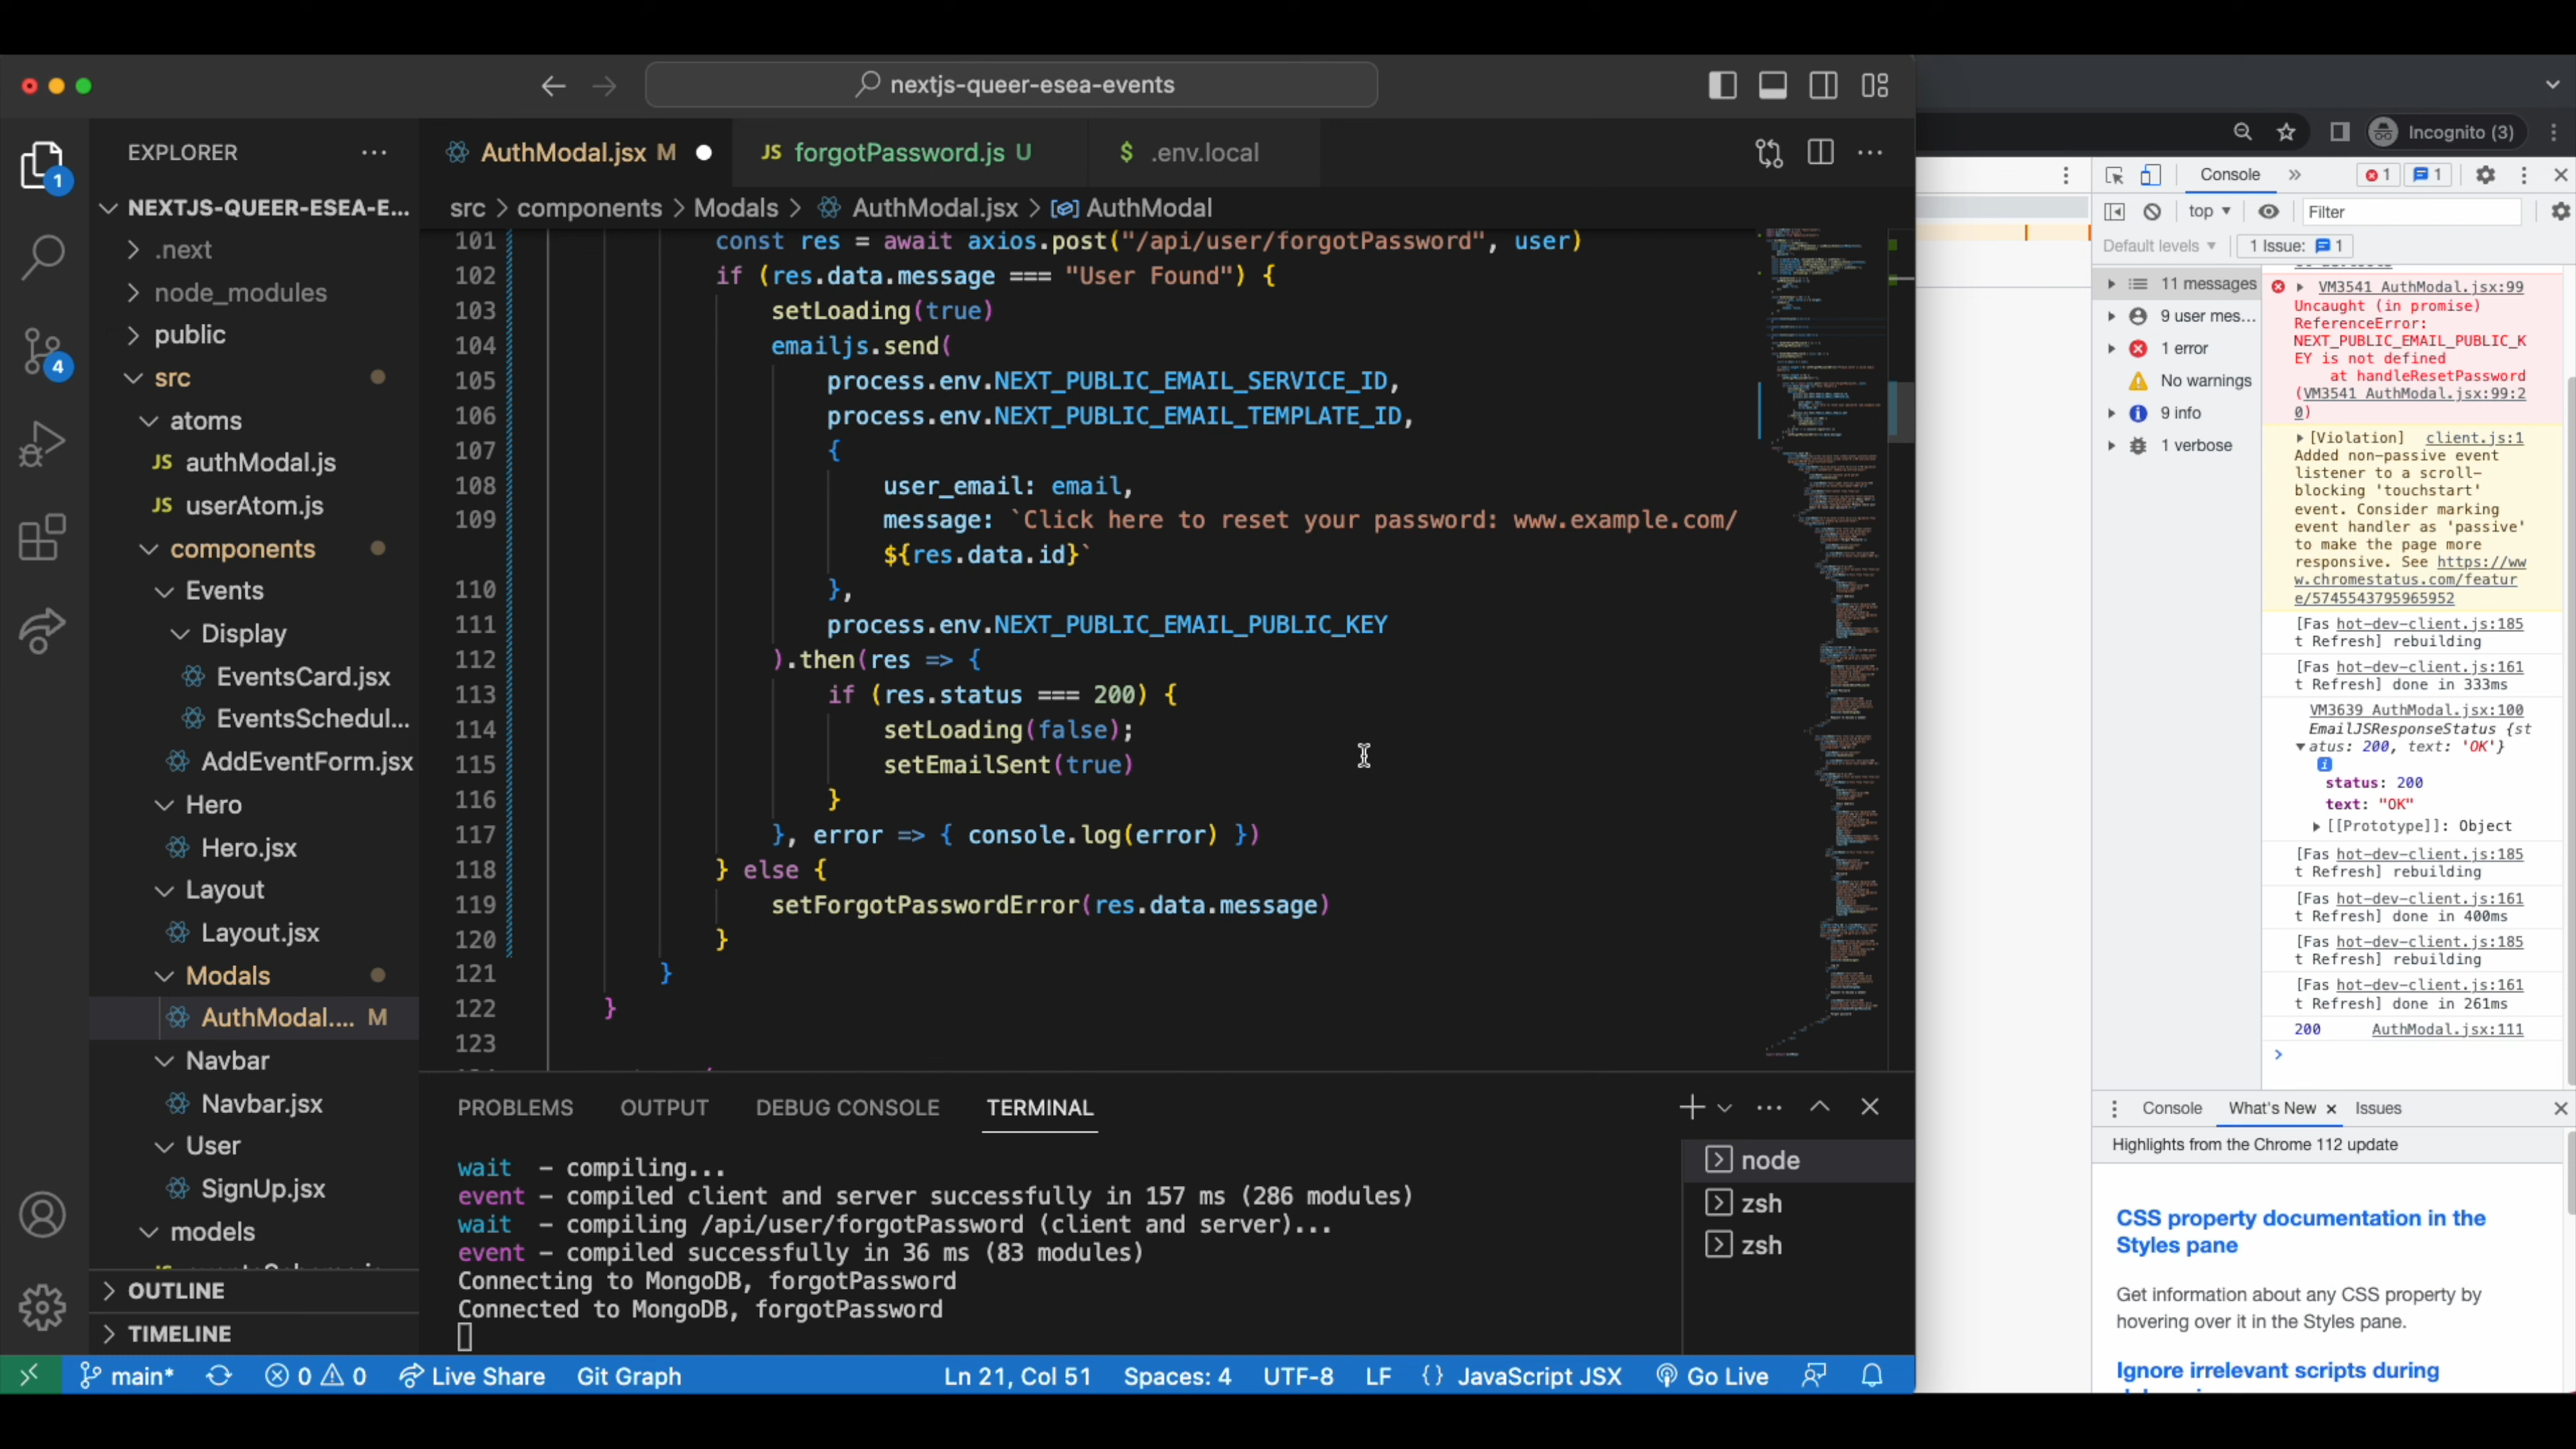 nextjs-queer-esea-events
EXPLORER
1
4
NEXTJS-QUEER-ESEA-E...
.next
node_modules
public
src
atoms
JS authModal.js
JS userAtom.js
components
Events
Display
EventsCard.jsx
EventsSchedul...
AddEventForm.jsx
Hero
Hero.jsx
Layout
Layout.jsx
Modals
AuthModal.... M
Navbar
Navbar.jsx
User
SignUp.jsx
models
OUTLINE
TIMELINE
AuthModal.jsx M
JS forgotPassword.js U
$ .env.local
src > components > Modals > AuthModal.jsx > AuthModal
101 const res = await axios.post("/api/user/forgotPassword", user)
102 if (res.data.message === "User Found") {
103 setLoading(true)
104 emailjs.send(
105 process.env.NEXT_PUBLIC_EMAIL_SERVICE_ID,
106 process.env.NEXT_PUBLIC_EMAIL_TEMPLATE_ID,
107 {
108 user_email: email,
109 message: `Click here to reset your password: www.example.com/
${res.data.id}`
110 },
111 process.env.NEXT_PUBLIC_EMAIL_PUBLIC_KEY
112 ).then(res => {
113 if (res.status === 200) {
114 setLoading(false);
115 setEmailSent(true)
116 }
117 }, error => { console.log(error) })
118 } else {
119 setForgotPasswordError(res.data.message)
120 }
121 }
122 }
123
PROBLEMS OUTPUT DEBUG CONSOLE TERMINAL
wait - compiling...
event - compiled client and server successfully in 157 ms (286 modules)
wait - compiling /api/user/forgotPassword (client and server)...
event - compiled successfully in 36 ms (83 modules)
Connecting to MongoDB, forgotPassword
Connected to MongoDB, forgotPassword
node
zsh
zsh
main* 0 0 Live Share Git Graph Ln 21, Col 51 Spaces: 4 UTF-8 LF {} JavaScript JSX Go Live
Incognito (3)
Console » 1 1
top Filter
Default levels 1 Issue: 1
11 messages
9 user mes...
1 error
No warnings
9 info
1 verbose
VM3541 AuthModal.jsx:99
Uncaught (in promise)
ReferenceError:
NEXT_PUBLIC_EMAIL_PUBLIC_K
EY is not defined
at handleResetPassword
(VM3541 AuthModal.jsx:99:2
0)
[Violation] client.js:1
Added non-passive event
listener to a scroll-
blocking 'touchstart'
event. Consider marking
event handler as 'passive'
to make the page more
responsive. See https://ww
w.chromestatus.com/featur
e/5745543795965952
[Fas hot-dev-client.js:185
t Refresh] rebuilding
[Fas hot-dev-client.js:161
t Refresh] done in 333ms
VM3639 AuthModal.jsx:100
EmailJSResponseStatus {st
atus: 200, text: 'OK'}
status: 200
text: "OK"
[[Prototype]]: Object
[Fas hot-dev-client.js:185
t Refresh] rebuilding
[Fas hot-dev-client.js:161
t Refresh] done in 400ms
[Fas hot-dev-client.js:185
t Refresh] rebuilding
[Fas hot-dev-client.js:161
t Refresh] done in 261ms
200 AuthModal.jsx:111
Console What's New × Issues
Highlights from the Chrome 112 update
CSS property documentation in the
Styles pane
Get information about any CSS property by
hovering over it in the Styles pane.
Ignore irrelevant scripts during